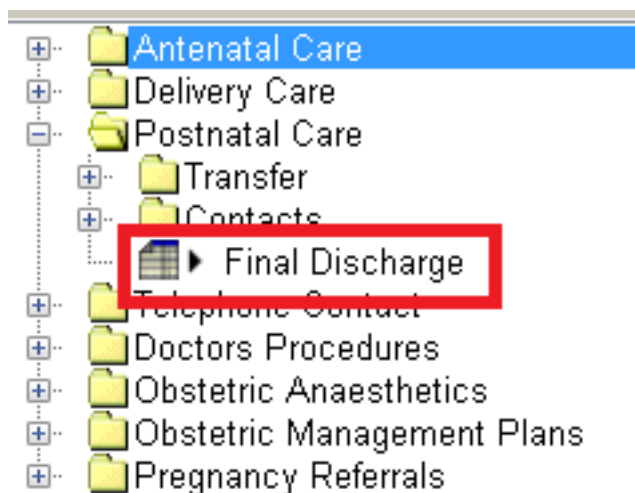 Antenatal Care
Delivery Care
Postnatal Care
Transfer
Contacts
Final Discharge
Telephone Contact
Doctors Procedures
Obstetric Anaesthetics
Obstetric Management Plans
Pregnancy Referrals